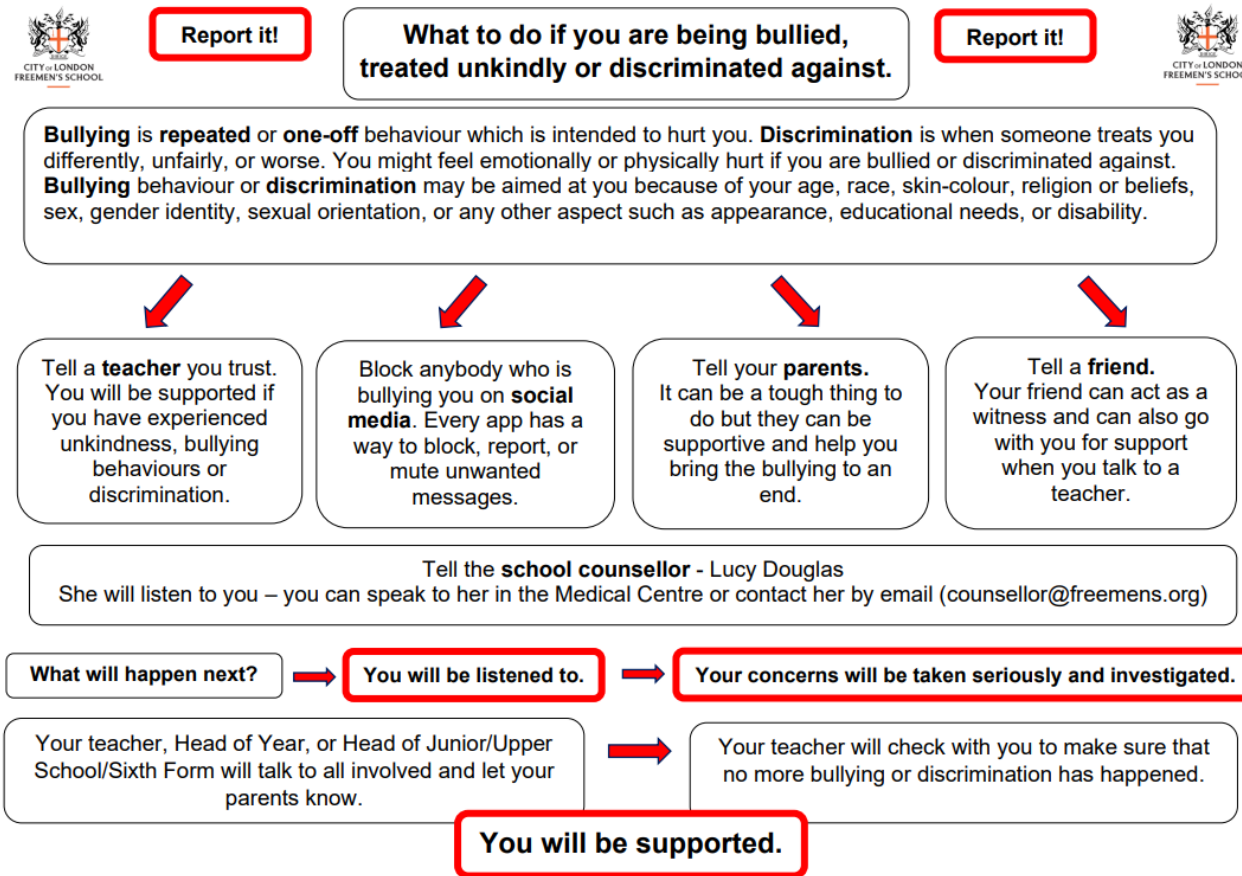 CITY OF LONDON
FREEMEN'S SCHOOL
Report it!
What to do if you are being bullied,
treated unkindly or discriminated against.
Report it!
CITY OF LONDON
FREEMEN'S SCHOOL
Bullying is repeated or one-off behaviour which is intended to hurt you. Discrimination is when someone treats you
differently, unfairly, or worse. You might feel emotionally or physically hurt if you are bullied or discriminated against.
Bullying behaviour or discrimination may be aimed at you because of your age, race, skin-colour, religion or beliefs,
sex, gender identity, sexual orientation, or any other aspect such as appearance, educational needs, or disability.
Tell a teacher you trust.
You will be supported if
you have experienced
unkindness, bullying
behaviours or
discrimination.
Block anybody who is
bullying you on social
media. Every app has a
way to block, report, or
mute unwanted
messages.
Tell your parents.
It can be a tough thing to
do but they can be
supportive and help you
bring the bullying to an
end.
Tell a friend.
Your friend can act as a
witness and can also go
with you for support
when you talk to a
teacher.
Tell the school counsellor - Lucy Douglas
She will listen to you – you can speak to her in the Medical Centre or contact her by email (counsellor@freemens.org)
What will happen next?
You will be listened to.
Your concerns will be taken seriously and investigated.
Your teacher, Head of Year, or Head of Junior/Upper
School/Sixth Form will talk to all involved and let your
parents know.
Your teacher will check with you to make sure that
no more bullying or discrimination has happened.
You will be supported.